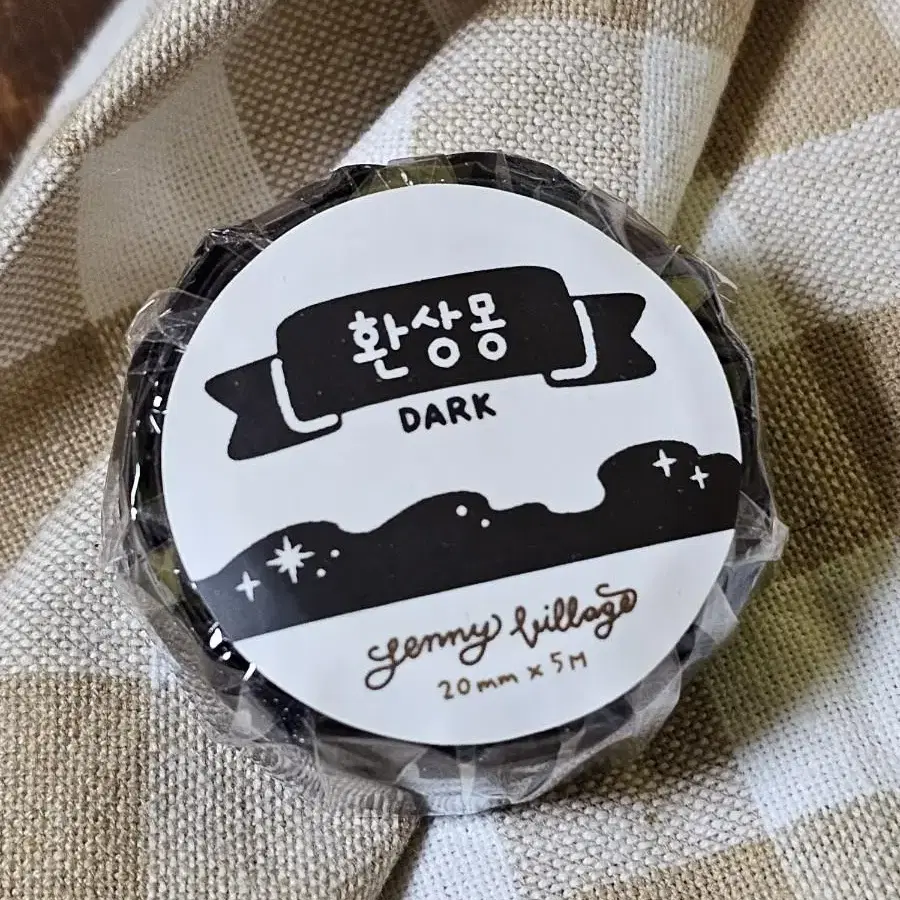 환상몽
DARK
Jenny Village
20mm x 5M